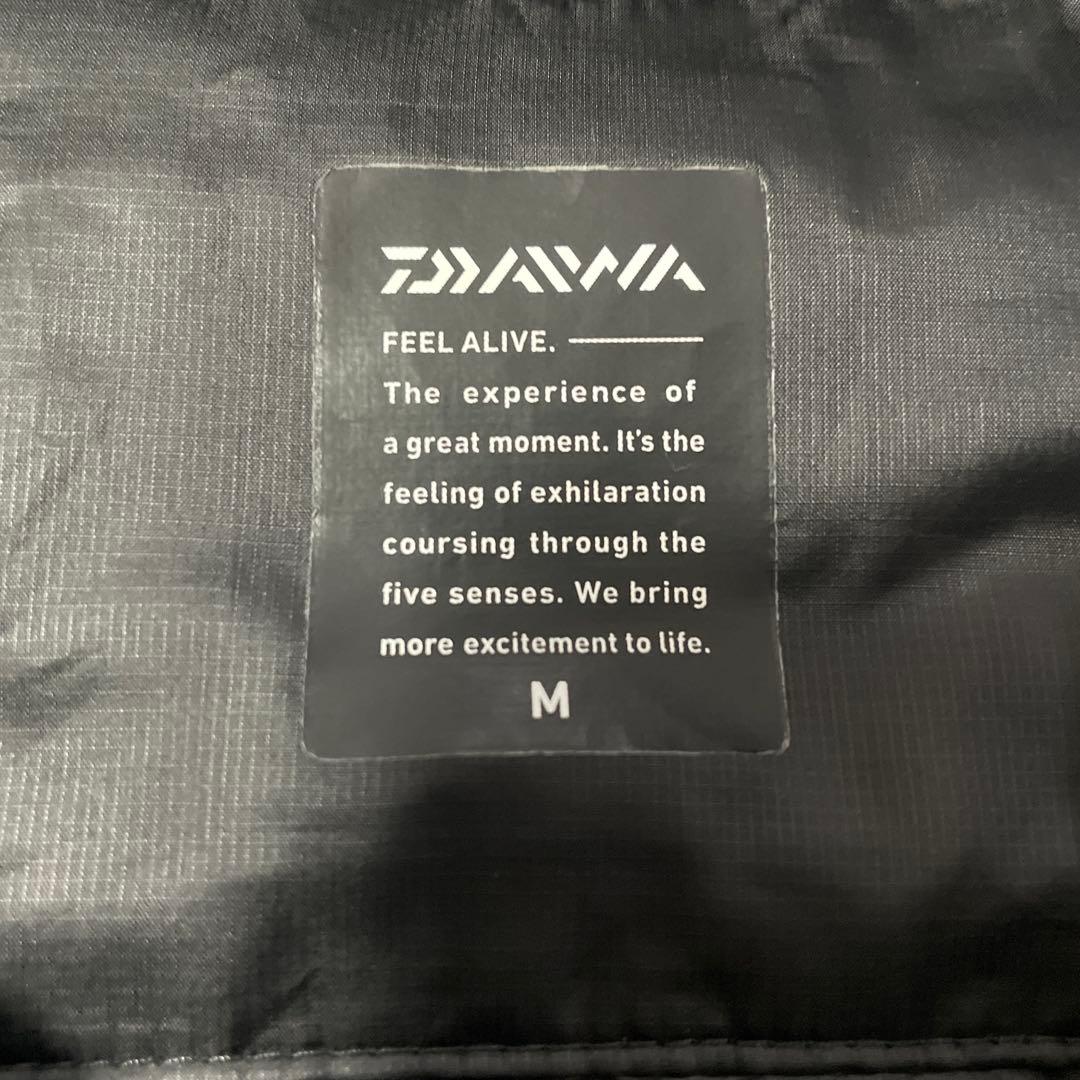 DAIWA
FEEL ALIVE.
The experience of
a great moment. It's the
feeling of exhilaration
coursing through the
five senses. We bring
more excitement to life.
M